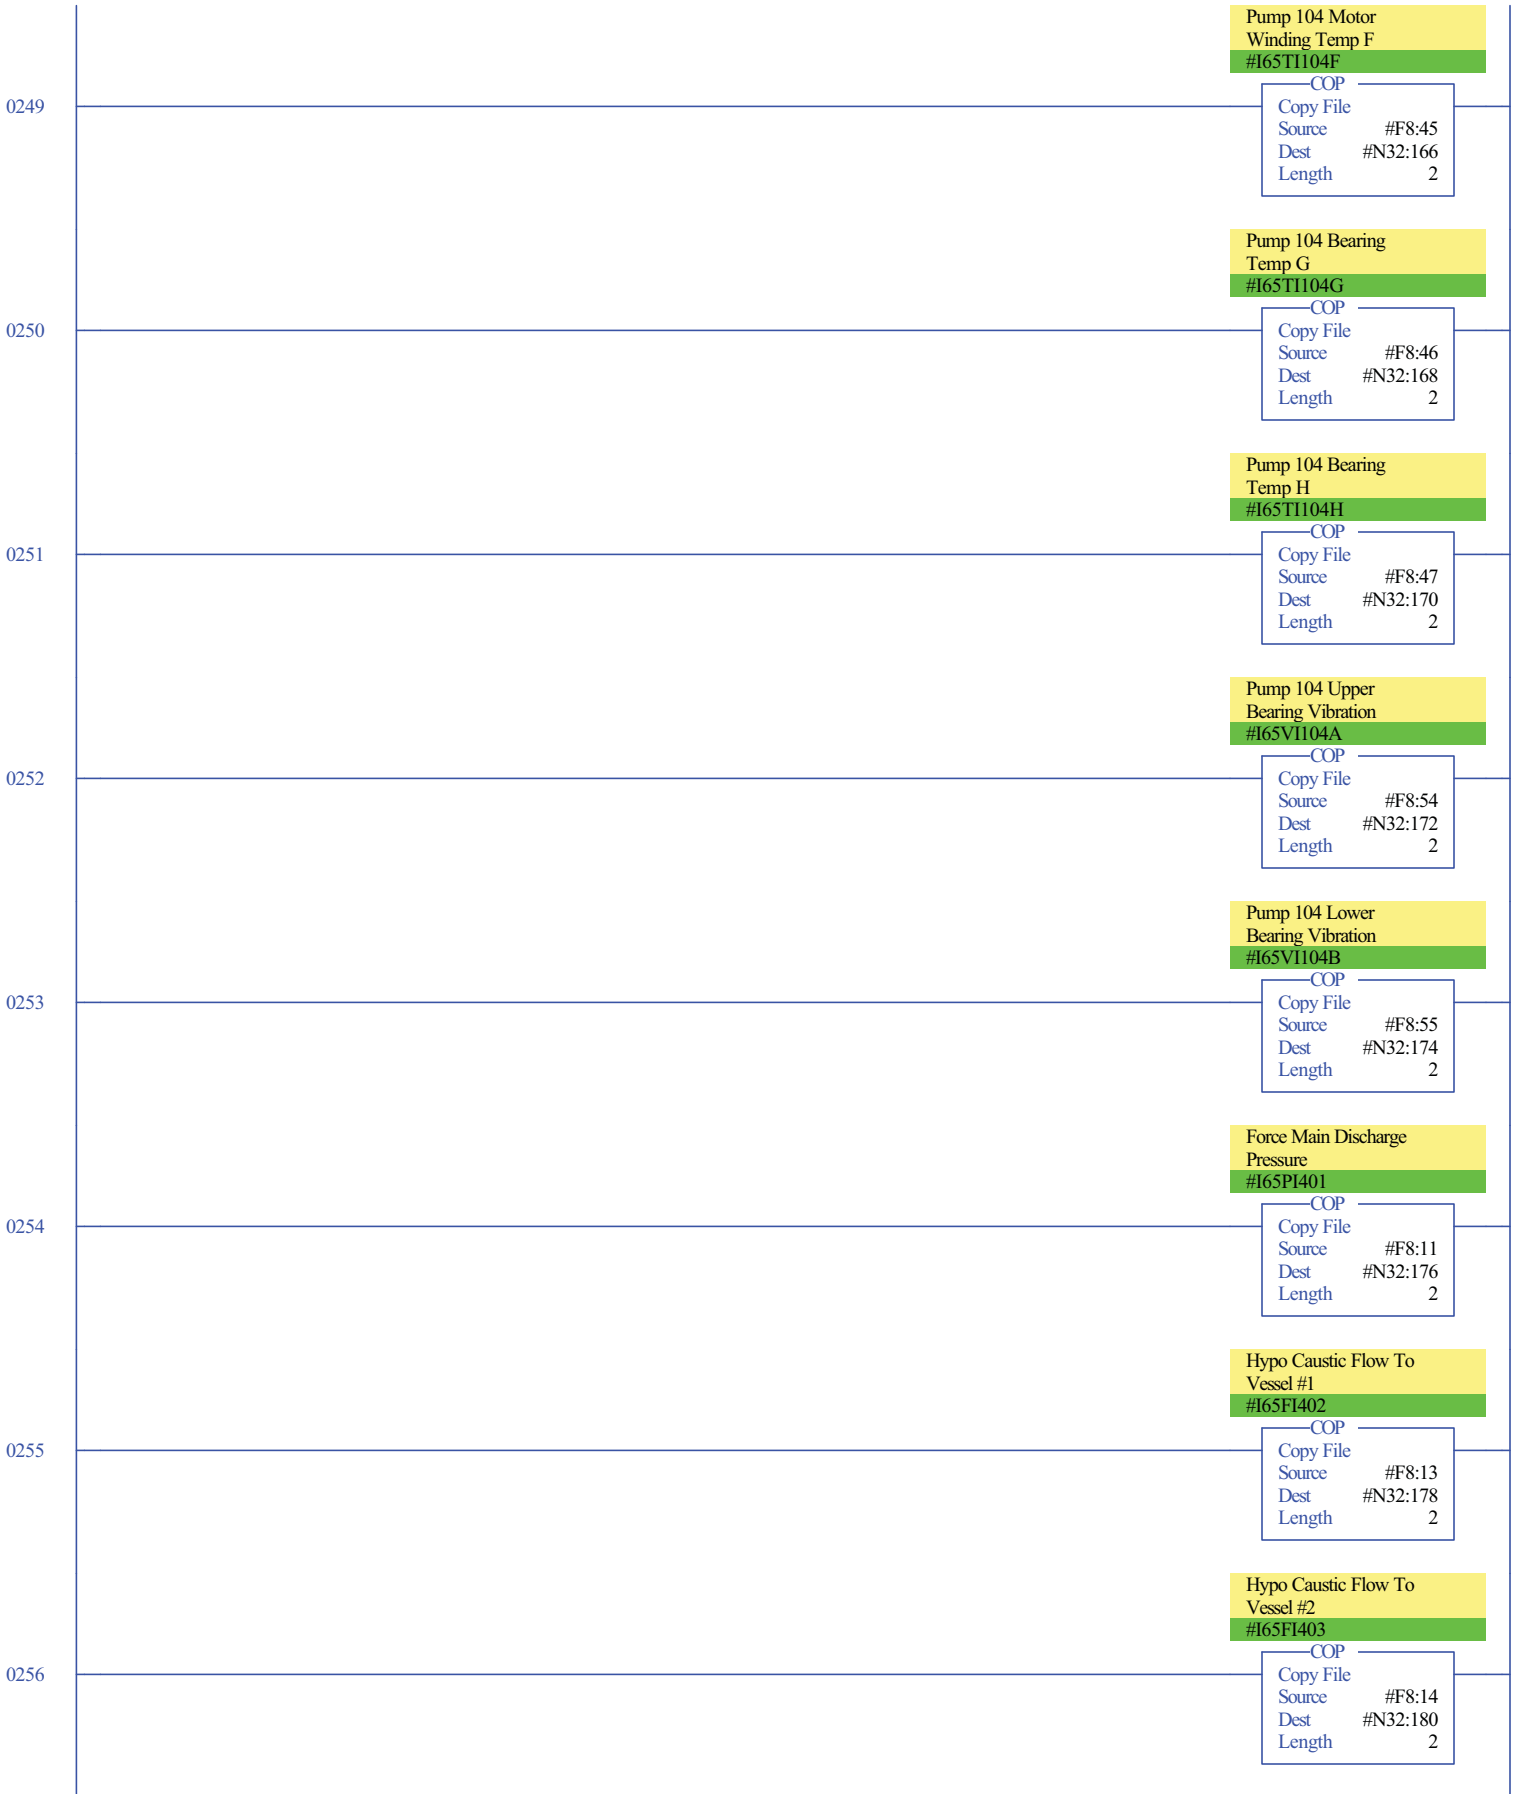 Pump 104 Motor
Winding Temp F
#I65TI104F
COP
0249
Copy File
Source #F8:45
Dest #N32:166
Length 2
Pump 104 Bearing
Temp G
#I65TI104G
COP
0250
Copy File
Source #F8:46
Dest #N32:168
Length 2
Pump 104 Bearing
Temp H
#I65TI104H
COP
0251
Copy File
Source #F8:47
Dest #N32:170
Length 2
Pump 104 Upper
Bearing Vibration
#I65VI104A
COP
0252
Copy File
Source #F8:54
Dest #N32:172
Length 2
Pump 104 Lower
Bearing Vibration
#I65VI104B
COP
0253
Copy File
Source #F8:55
Dest #N32:174
Length 2
Force Main Discharge
Pressure
#I65PI401
COP
0254
Copy File
Source #F8:11
Dest #N32:176
Length 2
Hypo Caustic Flow To
Vessel #1
#I65FI402
COP
0255
Copy File
Source #F8:13
Dest #N32:178
Length 2
Hypo Caustic Flow To
Vessel #2
#I65FI403
COP
0256
Copy File
Source #F8:14
Dest #N32:180
Length 2